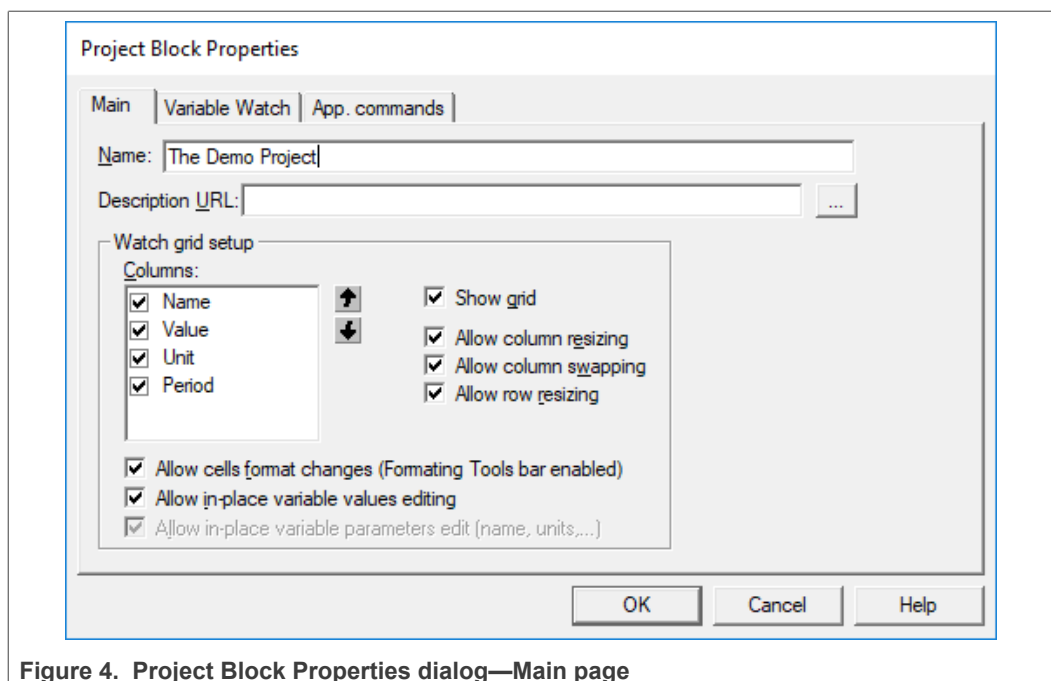 Project Block Properties
Main Variable Watch App. commands
Name: The Demo Project
Description URL: ...
Watch grid setup
Columns:
Name
Value
Unit
Period
Show grid
Allow column resizing
Allow column swapping
Allow row resizing
Allow cells format changes (Formating Tools bar enabled)
Allow in-place variable values editing
Allow in-place variable parameters edit (name, units,...)
OK Cancel Help
Figure 4. Project Block Properties dialog—Main page